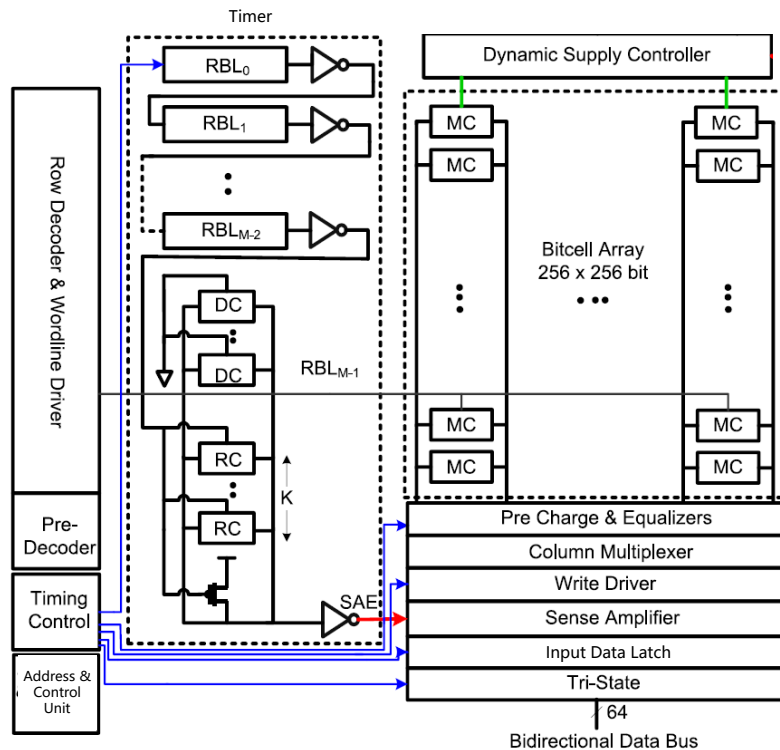 Timer
Dynamic Supply Controller
RBL0
RBL1
RBLM-2
Row Decoder & Wordline Driver
MC
MC
MC
MC
Bitcell Array
256 x 256 bit
DC
DC
RBLM-1
RC
RC
K
MC
MC
MC
MC
Pre-
Decoder
Timing
Control
Address &
Control
Unit
SAE
Pre Charge & Equalizers
Column Multiplexer
Write Driver
Sense Amplifier
Input Data Latch
Tri-State
64
Bidirectional Data Bus